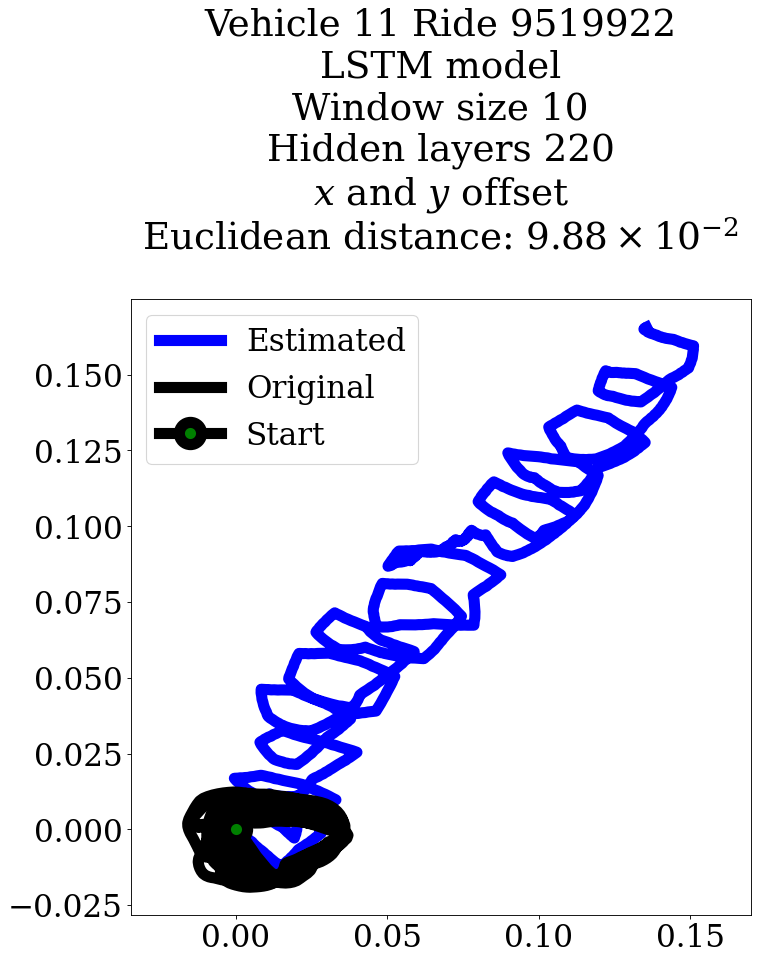 Vehicle 11 Ride 9519922
LSTM model
Window size 10
Hidden layers 220
x and y offset
Euclidean distance: 9.88 × 10⁻²
Estimated
Original
Start
0.150
0.125
0.100
0.075
0.050
0.025
0.000
−0.025
0.00 0.05 0.10 0.15